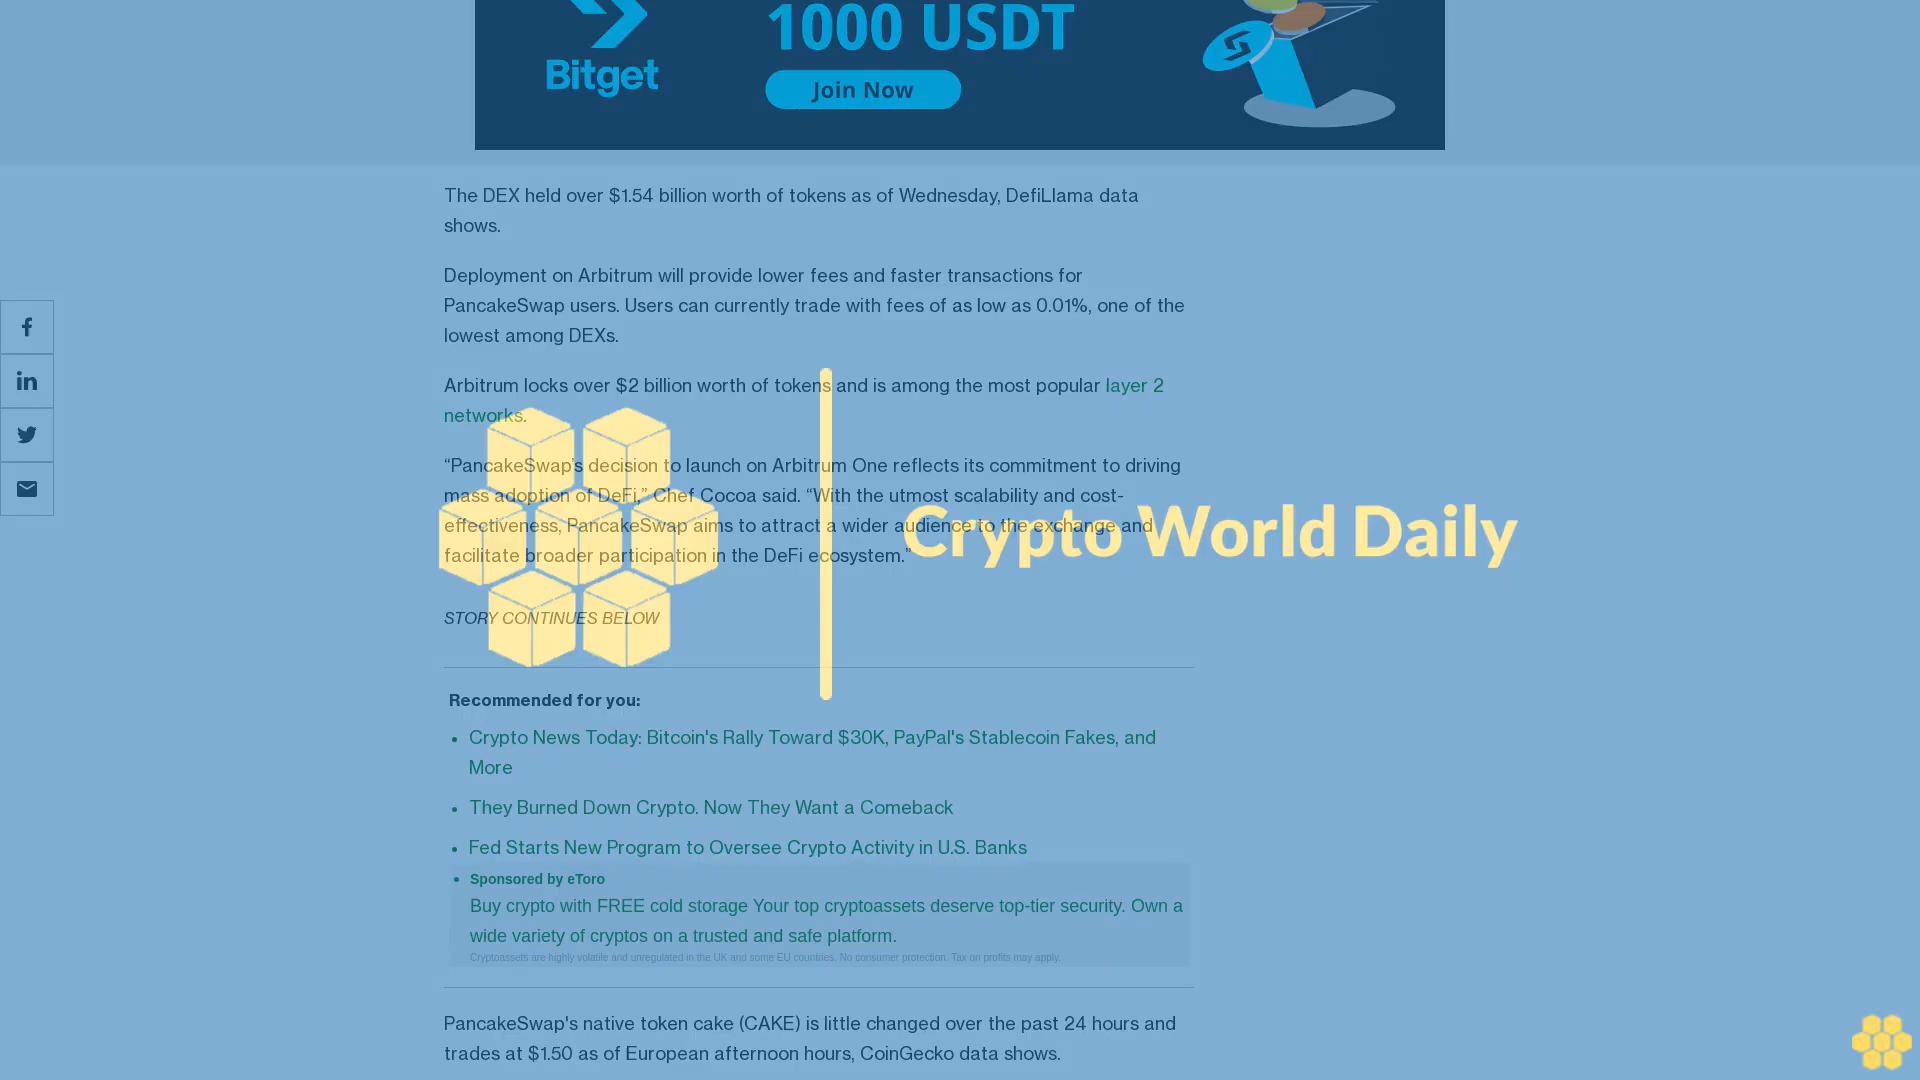 1000 USDT
Bitget
Join Now
The DEX held over $1.54 billion worth of tokens as of Wednesday, DefiLlama data
shows.
Deployment on Arbitrum will provide lower fees and faster transactions for
PancakeSwap users. Users can currently trade with fees of as low as 0.01%, one of the
lowest among DEXs.
Arbitrum locks over $2 billion worth of tokens and is among the most popular layer 2
networks.
“PancakeSwap’s decision to launch on Arbitrum One reflects its commitment to driving
mass adoption of DeFi,” Chef Cocoa said. “With the utmost scalability and cost-
effectiveness, PancakeSwap aims to attract a wider audience to the exchange and
facilitate broader participation in the DeFi ecosystem.”
Crypto World Daily
STORY CONTINUES BELOW
Recommended for you:
• Crypto News Today: Bitcoin's Rally Toward $30K, PayPal's Stablecoin Fakes, and
More
• They Burned Down Crypto. Now They Want a Comeback
• Fed Starts New Program to Oversee Crypto Activity in U.S. Banks
• Sponsored by eToro
Buy crypto with FREE cold storage Your top cryptoassets deserve top-tier security. Own a
wide variety of cryptos on a trusted and safe platform.
Cryptoassets are highly volatile and unregulated in the UK and some EU countries. No consumer protection. Tax on profits may apply.
PancakeSwap's native token cake (CAKE) is little changed over the past 24 hours and
trades at $1.50 as of European afternoon hours, CoinGecko data shows.